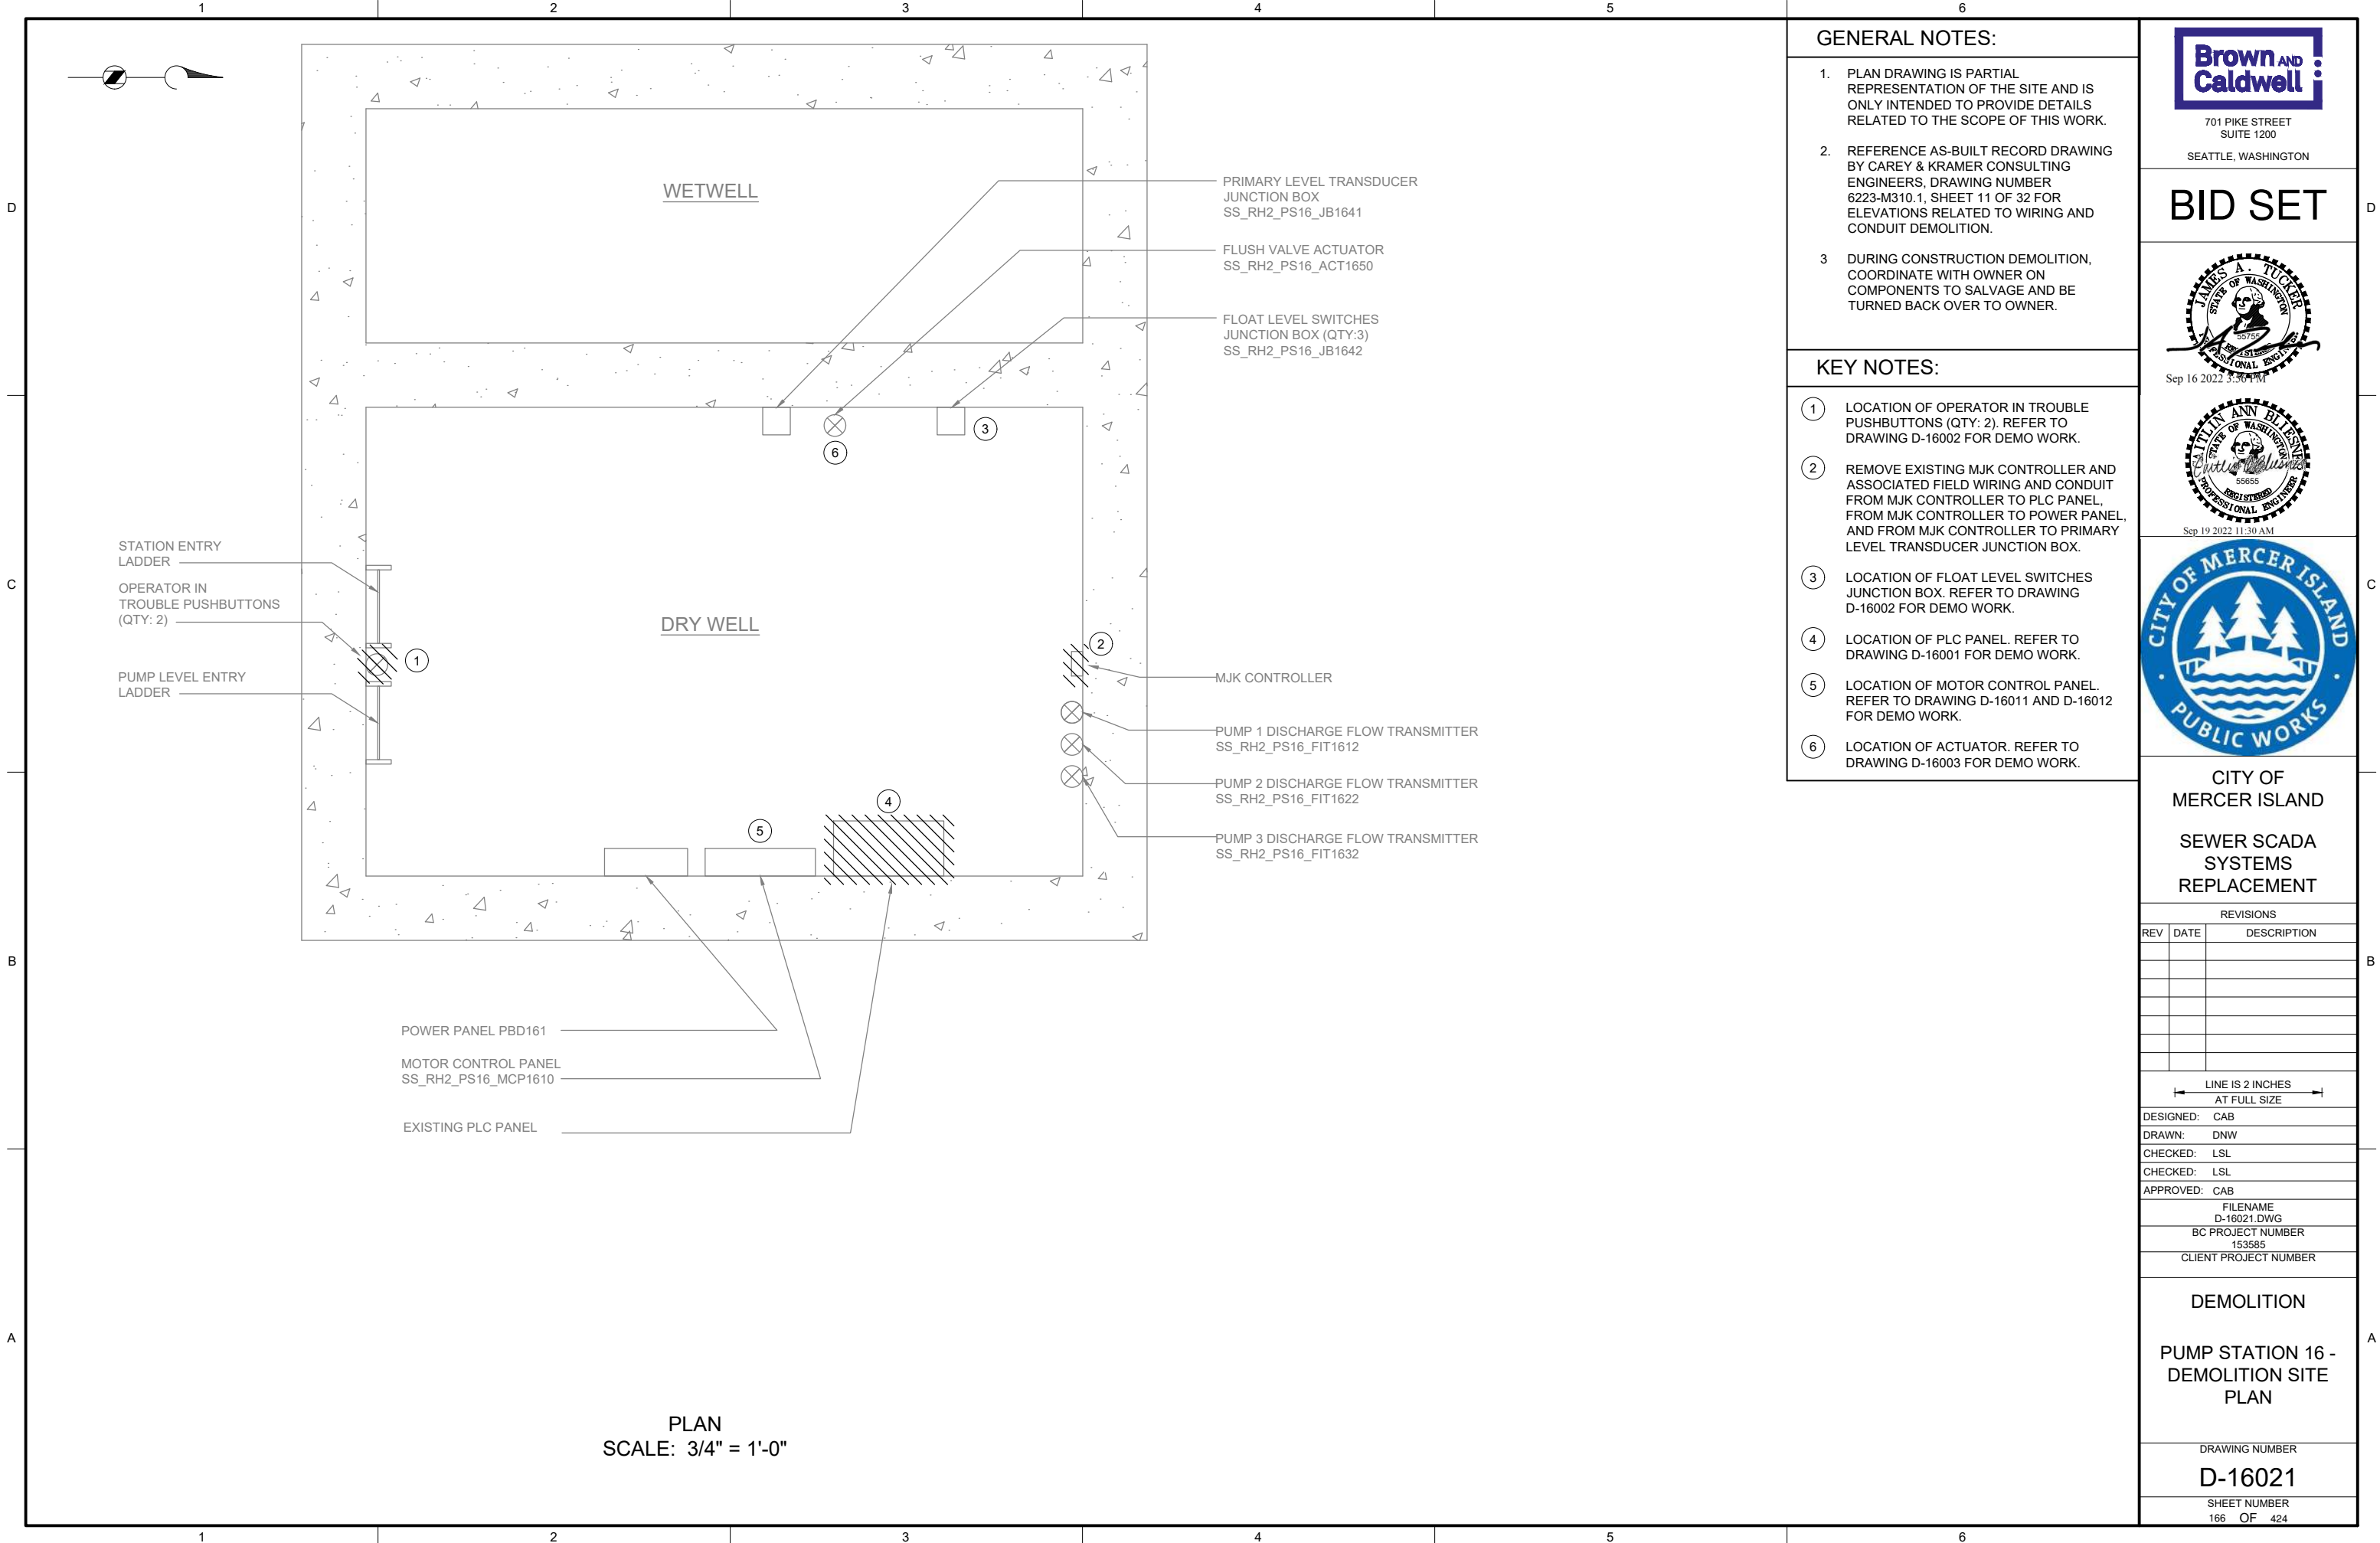 1 2 3 4 5 6
D
C
B
A
WETWELL
PRIMARY LEVEL TRANSDUCER
JUNCTION BOX
SS_RH2_PS16_JB1641
FLUSH VALVE ACTUATOR
SS_RH2_PS16_ACT1650
FLOAT LEVEL SWITCHES
JUNCTION BOX (QTY:3)
SS_RH2_PS16_JB1642
3
6
STATION ENTRY
LADDER
OPERATOR IN
TROUBLE PUSHBUTTONS
(QTY: 2)
PUMP LEVEL ENTRY
LADDER
DRY WELL
1
2
MJK CONTROLLER
PUMP 1 DISCHARGE FLOW TRANSMITTER
SS_RH2_PS16_FIT1612
PUMP 2 DISCHARGE FLOW TRANSMITTER
SS_RH2_PS16_FIT1622
PUMP 3 DISCHARGE FLOW TRANSMITTER
SS_RH2_PS16_FIT1632
4
5
POWER PANEL PBD161
MOTOR CONTROL PANEL
SS_RH2_PS16_MCP1610
EXISTING PLC PANEL
PLAN
SCALE: 3/4" = 1'-0"
GENERAL NOTES:
1. PLAN DRAWING IS PARTIAL
REPRESENTATION OF THE SITE AND IS
ONLY INTENDED TO PROVIDE DETAILS
RELATED TO THE SCOPE OF THIS WORK.
2. REFERENCE AS-BUILT RECORD DRAWING
BY CAREY & KRAMER CONSULTING
ENGINEERS, DRAWING NUMBER
6223-M310.1, SHEET 11 OF 32 FOR
ELEVATIONS RELATED TO WIRING AND
CONDUIT DEMOLITION.
3 DURING CONSTRUCTION DEMOLITION,
COORDINATE WITH OWNER ON
COMPONENTS TO SALVAGE AND BE
TURNED BACK OVER TO OWNER.
KEY NOTES:
1 LOCATION OF OPERATOR IN TROUBLE
PUSHBUTTONS (QTY: 2). REFER TO
DRAWING D-16002 FOR DEMO WORK.
2 REMOVE EXISTING MJK CONTROLLER AND
ASSOCIATED FIELD WIRING AND CONDUIT
FROM MJK CONTROLLER TO PLC PANEL,
FROM MJK CONTROLLER TO POWER PANEL,
AND FROM MJK CONTROLLER TO PRIMARY
LEVEL TRANSDUCER JUNCTION BOX.
3 LOCATION OF FLOAT LEVEL SWITCHES
JUNCTION BOX. REFER TO DRAWING
D-16002 FOR DEMO WORK.
4 LOCATION OF PLC PANEL. REFER TO
DRAWING D-16001 FOR DEMO WORK.
5 LOCATION OF MOTOR CONTROL PANEL.
REFER TO DRAWING D-16011 AND D-16012
FOR DEMO WORK.
6 LOCATION OF ACTUATOR. REFER TO
DRAWING D-16003 FOR DEMO WORK.
Brown AND
Caldwell
701 PIKE STREET
SUITE 1200
SEATTLE, WASHINGTON
BID SET
JAMES A. TUCKER
STATE OF WASHINGTON
55755
REGISTERED
PROFESSIONAL ENGINEER
Sep 16 2022 3:56 PM
CAITLIN ANN BLIESNER
STATE OF WASHINGTON
55655
REGISTERED
PROFESSIONAL ENGINEER
Sep 19 2022 11:30 AM
CITY OF MERCER ISLAND
PUBLIC WORKS
CITY OF
MERCER ISLAND
SEWER SCADA
SYSTEMS
REPLACEMENT
REVISIONS
REV DATE DESCRIPTION
LINE IS 2 INCHES
AT FULL SIZE
DESIGNED: CAB
DRAWN: DNW
CHECKED: LSL
CHECKED: LSL
APPROVED: CAB
FILENAME
D-16021.DWG
BC PROJECT NUMBER
153585
CLIENT PROJECT NUMBER
DEMOLITION
PUMP STATION 16 -
DEMOLITION SITE
PLAN
DRAWING NUMBER
D-16021
SHEET NUMBER
166 OF 424
D
C
B
A
1 2 3 4 5 6